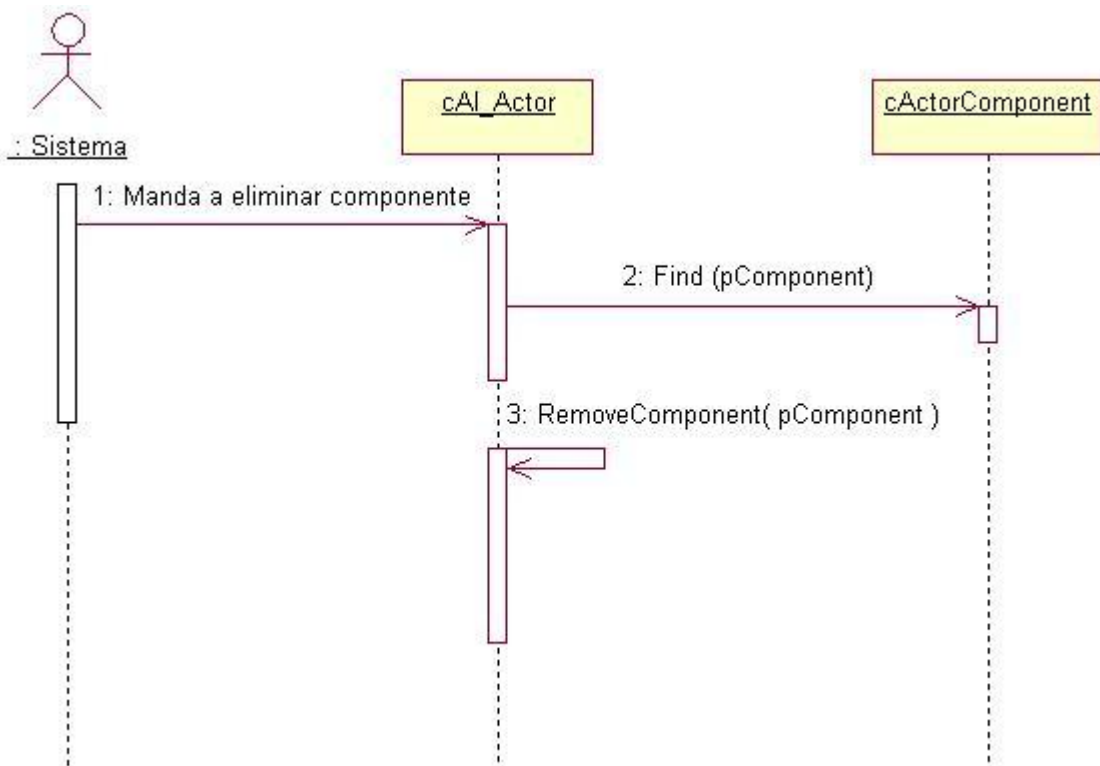 cAI_Actor
cActorComponent
: Sistema
1: Manda a eliminar componente
2: Find (pComponent)
3: RemoveComponent( pComponent )